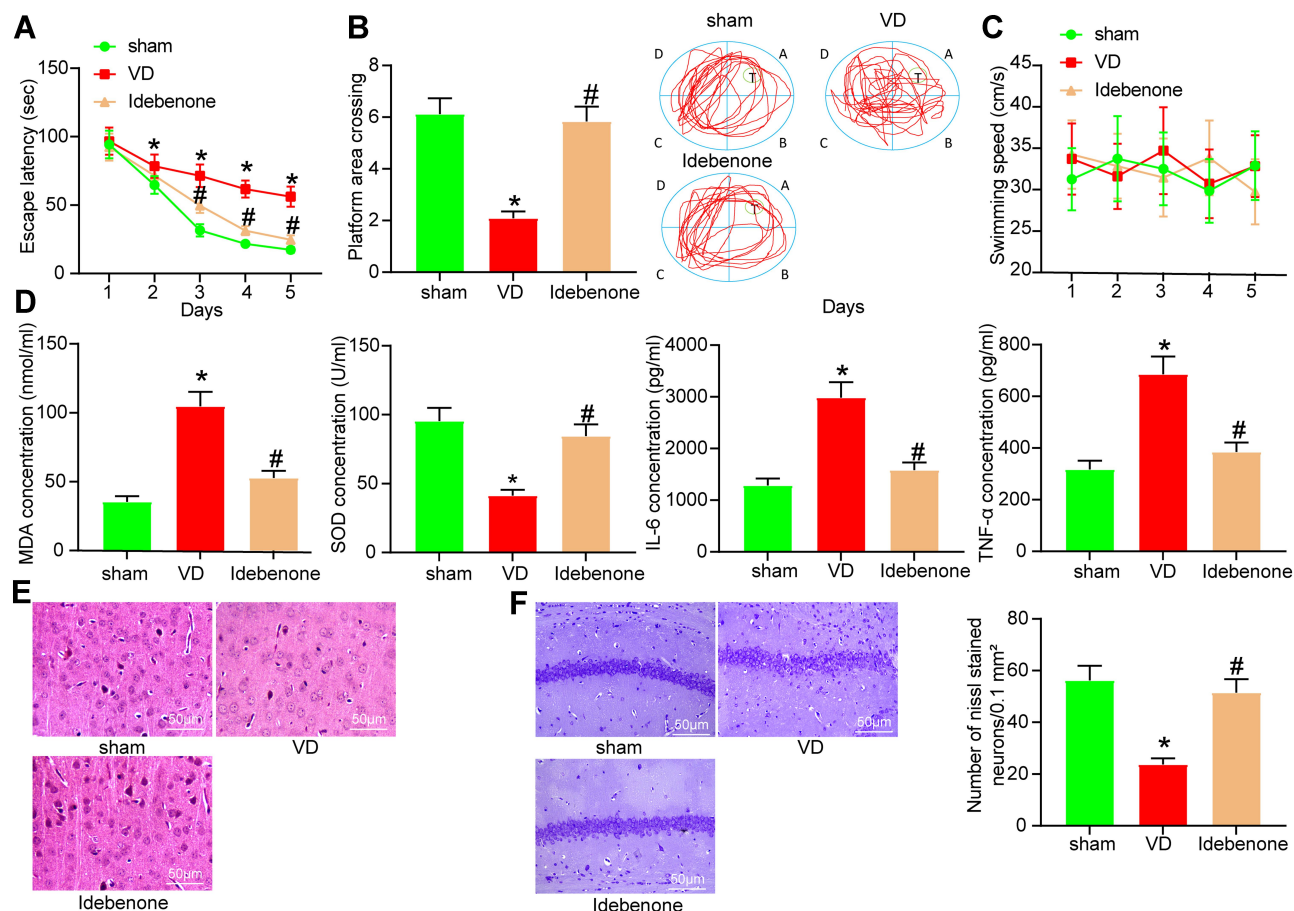 A
sham
VD
Idebenone
Escape latency (sec)
150
100
50
0
* * * *
# # #
1 2 3 4 5
Days
B
Platform area crossing
8
6
4
2
0
*
#
sham VD Idebenone
sham
D A
T
C B
VD
D A
T
C B
Idebenone
D A
T
C B
Days
C
sham
VD
Idebenone
Swimming speed (cm/s)
45
40
35
30
25
20
1 2 3 4 5
D
MDA concentration (nmol/ml)
150
100
50
0
*
#
sham VD Idebenone
SOD concentration (U/ml)
150
100
50
0
*
#
sham VD Idebenone
IL-6 concentration (pg/ml)
4000
3000
2000
1000
0
*
#
sham VD Idebenone
TNF-α concentration (pg/ml)
800
600
400
200
0
*
#
sham VD Idebenone
E
50μm
sham
50μm
VD
50μm
Idebenone
F
50μm
sham
50μm
VD
50μm
Idebenone
Number of nissl stained
neurons/0.1 mm²
80
60
40
20
0
*
#
sham VD Idebenone